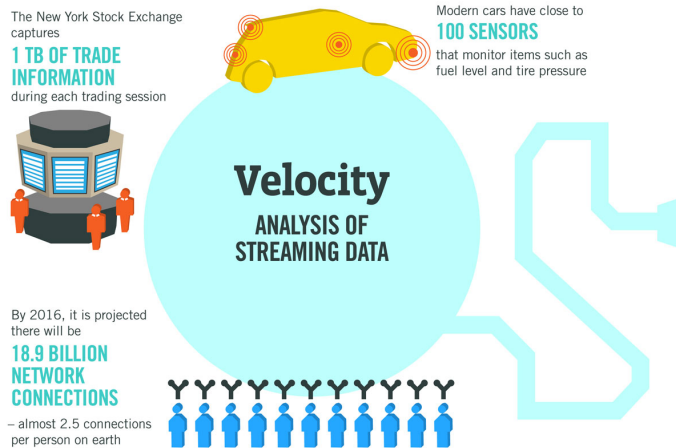 The New York Stock Exchange
captures
1 TB OF TRADE
INFORMATION
during each trading session
Modern cars have close to
100 SENSORS
that monitor items such as
fuel level and tire pressure
Velocity
ANALYSIS OF
STREAMING DATA
By 2016, it is projected
there will be
18.9 BILLION
NETWORK
CONNECTIONS
– almost 2.5 connections
per person on earth